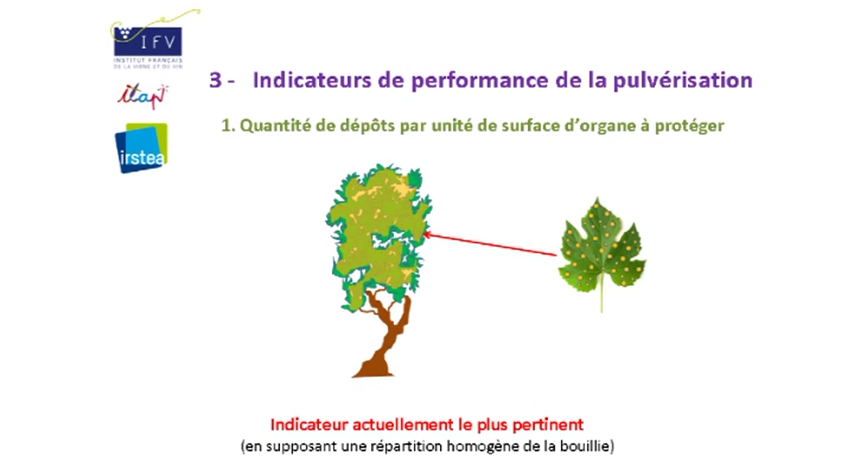 IFV
INSTITUT FRANÇAIS
DE LA VIGNE ET DU VIN
itap
irstea
3 - Indicateurs de performance de la pulvérisation
1. Quantité de dépôts par unité de surface d’organe à protéger
Indicateur actuellement le plus pertinent
(en supposant une répartition homogène de la bouillie)